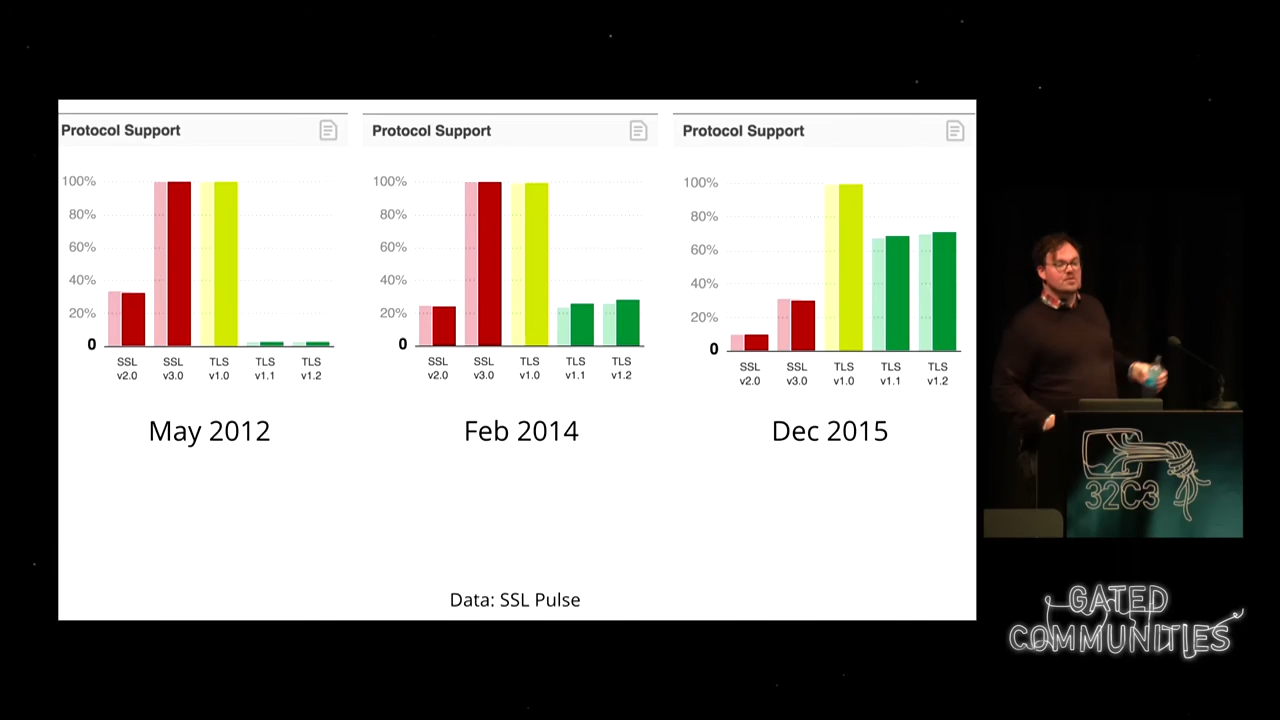 Protocol Support
100%
80%
60%
40%
20%
0
SSL v2.0
SSL v3.0
TLS v1.0
TLS v1.1
TLS v1.2
May 2012
Protocol Support
100%
80%
60%
40%
20%
0
SSL v2.0
SSL v3.0
TLS v1.0
TLS v1.1
TLS v1.2
Feb 2014
Protocol Support
100%
80%
60%
40%
20%
0
SSL v2.0
SSL v3.0
TLS v1.0
TLS v1.1
TLS v1.2
Dec 2015
Data: SSL Pulse
32C3
GATED
COMMUNITIES